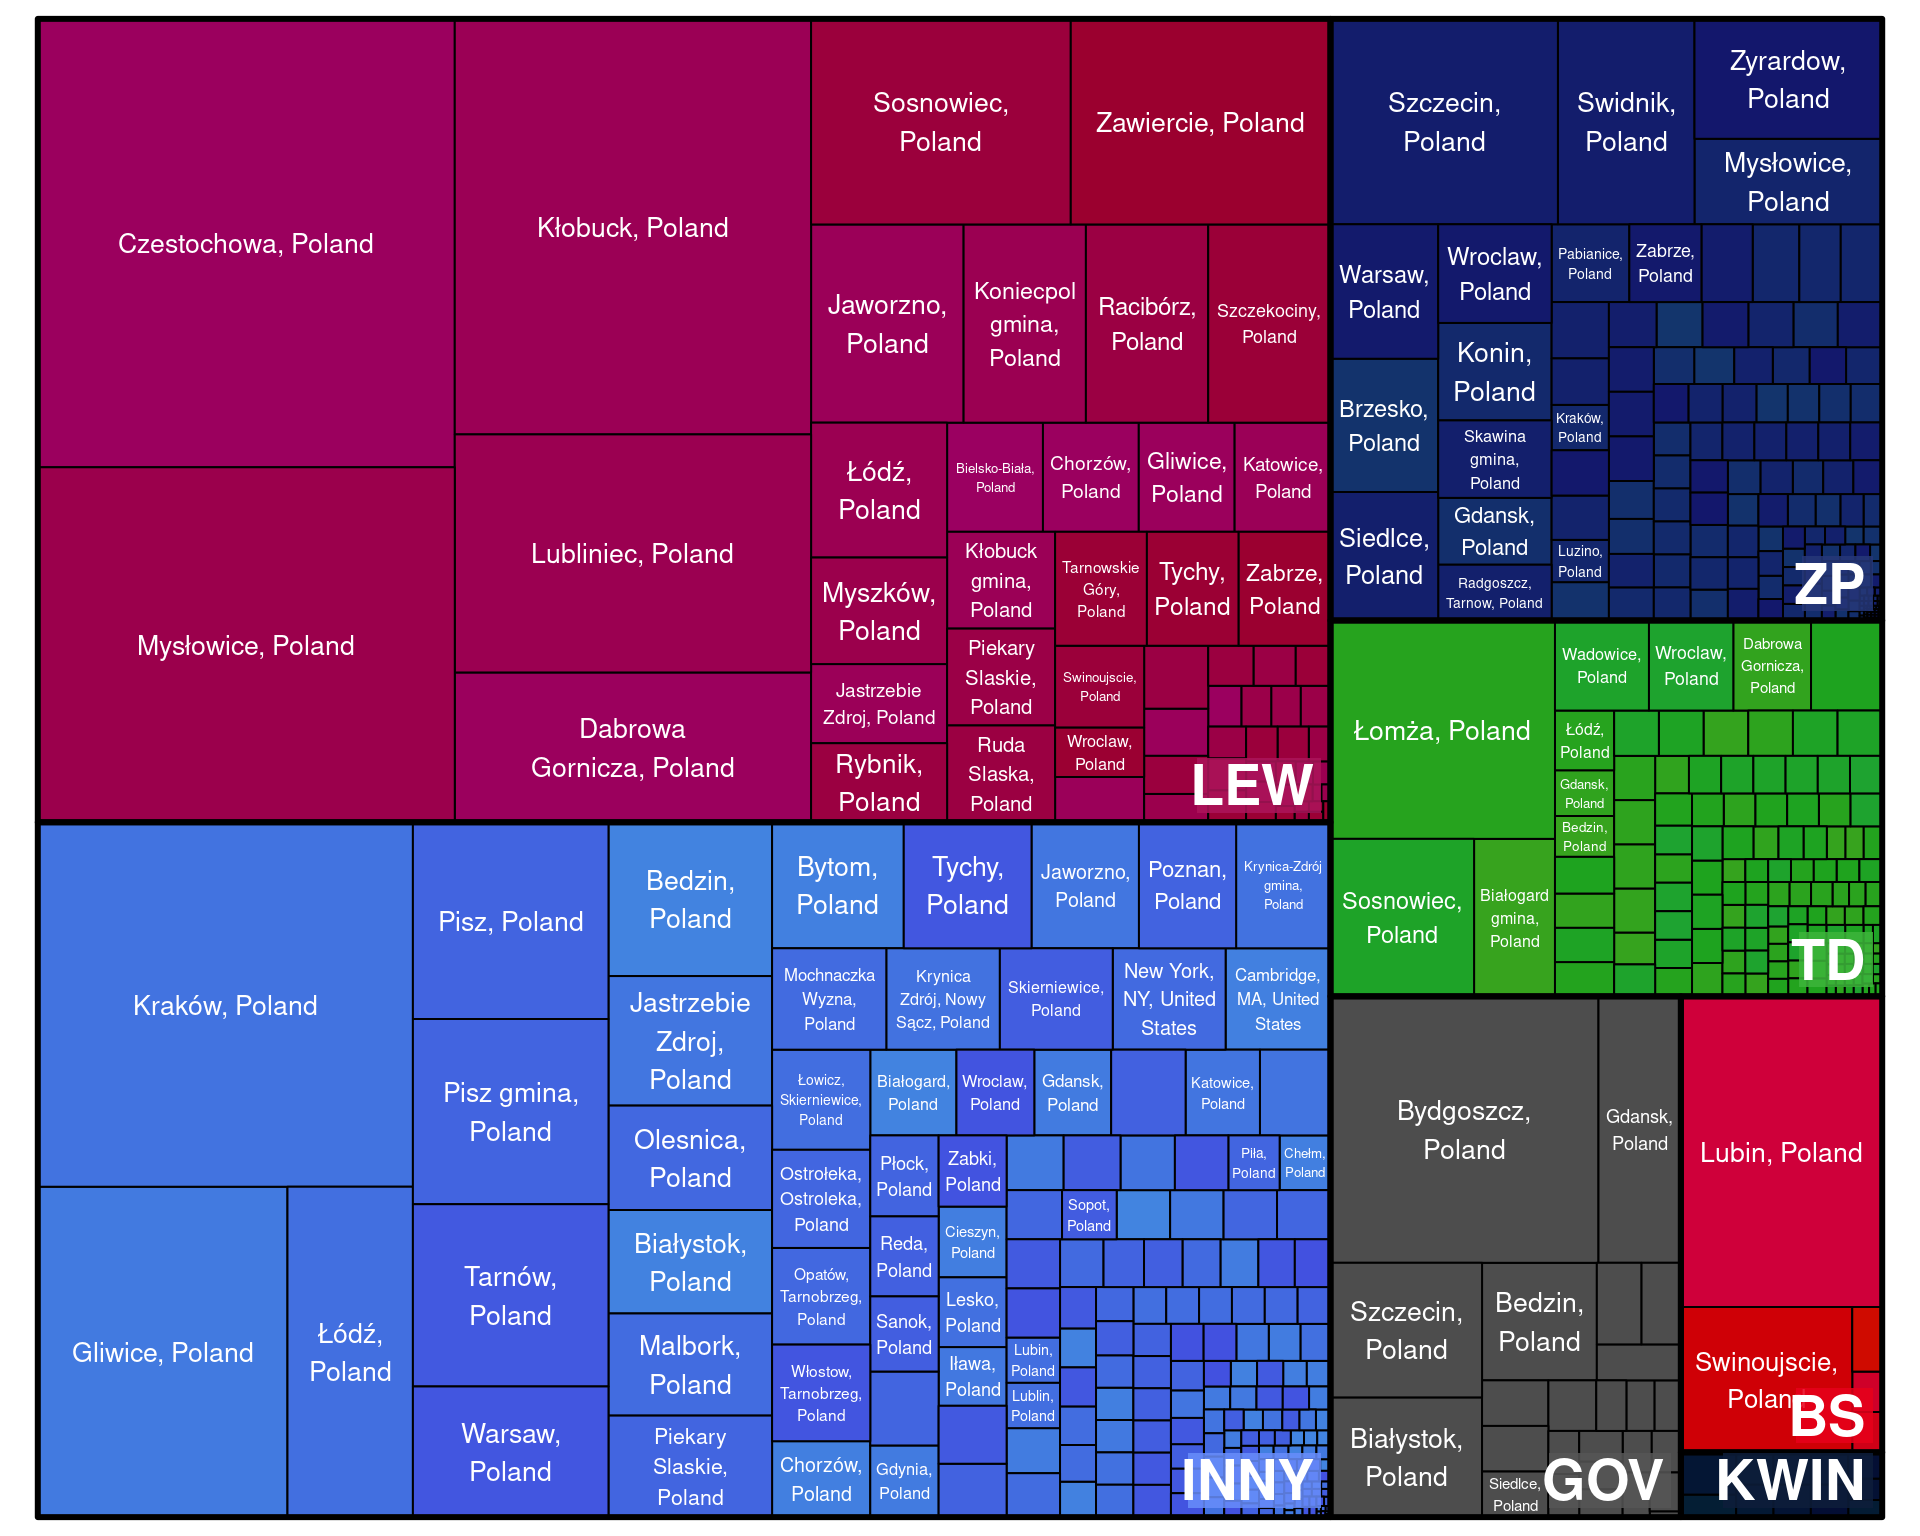 Czestochowa, Poland
Mysłowice, Poland
Kłobuck, Poland
Lubliniec, Poland
Dabrowa
Gornicza, Poland
Sosnowiec,
Poland
Zawiercie, Poland
Jaworzno,
Poland
Koniecpol
gmina,
Poland
Racibórz,
Poland
Szczekociny,
Poland
Łódź,
Poland
Myszków,
Poland
Jastrzebie
Zdroj, Poland
Rybnik,
Poland
Bielsko-Biała,
Poland
Chorzów,
Poland
Gliwice,
Poland
Katowice,
Poland
Kłobuck
gmina,
Poland
Piekary
Slaskie,
Poland
Ruda
Slaska,
Poland
Tarnowskie
Góry,
Poland
Tychy,
Poland
Zabrze,
Poland
Swinoujscie,
Poland
Wroclaw,
Poland
LEW
Szczecin,
Poland
Swidnik,
Poland
Zyrardow,
Poland
Mysłowice,
Poland
Warsaw,
Poland
Brzesko,
Poland
Siedlce,
Poland
Wroclaw,
Poland
Konin,
Poland
Skawina
gmina,
Poland
Gdansk,
Poland
Radgoszcz,
Tarnow, Poland
Pabianice,
Poland
Zabrze,
Poland
Kraków,
Poland
Luzino,
Poland
ZP
Łomża, Poland
Sosnowiec,
Poland
Białogard
gmina,
Poland
Wadowice,
Poland
Wroclaw,
Poland
Dabrowa
Gornicza,
Poland
Łódź,
Poland
Gdansk,
Poland
Bedzin,
Poland
TD
Kraków, Poland
Gliwice, Poland
Łódź,
Poland
Pisz, Poland
Pisz gmina,
Poland
Tarnów,
Poland
Warsaw,
Poland
Bedzin,
Poland
Jastrzebie
Zdroj,
Poland
Olesnica,
Poland
Białystok,
Poland
Malbork,
Poland
Piekary
Slaskie,
Poland
Bytom,
Poland
Tychy,
Poland
Jaworzno,
Poland
Poznan,
Poland
Krynica-Zdrój
gmina,
Poland
Mochnaczka
Wyzna,
Poland
Krynica
Zdrój, Nowy
Sącz, Poland
Skierniewice,
Poland
New York,
NY, United
States
Cambridge,
MA, United
States
Łowicz,
Skierniewice,
Poland
Ostrołeka,
Ostroleka,
Poland
Opatów,
Tarnobrzeg,
Poland
Włostow,
Tarnobrzeg,
Poland
Chorzów,
Poland
Białogard,
Poland
Wroclaw,
Poland
Gdansk,
Poland
Katowice,
Poland
Płock,
Poland
Reda,
Poland
Sanok,
Poland
Gdynia,
Poland
Zabki,
Poland
Cieszyn,
Poland
Lesko,
Poland
Iława,
Poland
Piła,
Poland
Chełm,
Poland
Sopot,
Poland
Lubin,
Poland
Lublin,
Poland
INNY
Bydgoszcz,
Poland
Gdansk,
Poland
Szczecin,
Poland
Białystok,
Poland
Bedzin,
Poland
Siedlce,
Poland
GOV
Lubin, Poland
Swinoujscie,
Poland
BS
KWIN